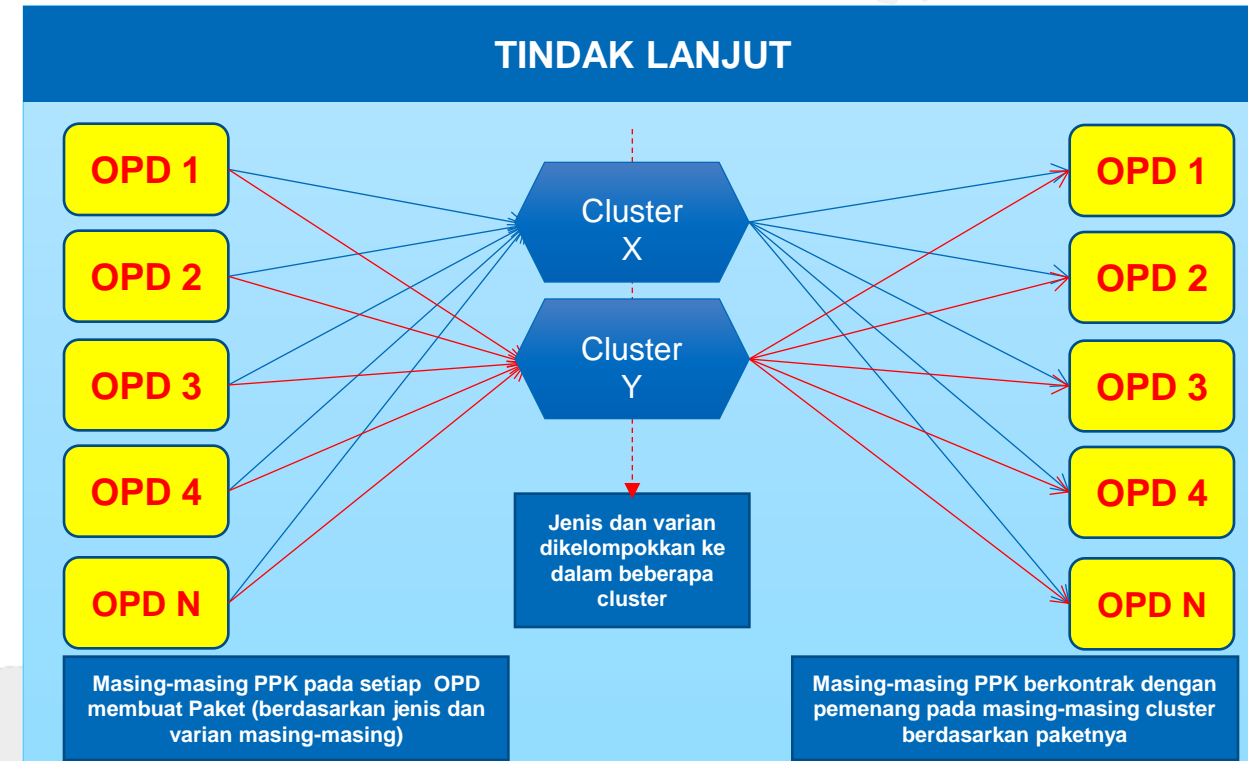 TINDAK LANJUT
OPD 1
OPD 2
OPD 3
OPD 4
OPD N
Cluster
X
Cluster
Y
Jenis dan varian
dikelompokkan ke
dalam beberapa
cluster
OPD 1
OPD 2
OPD 3
OPD 4
OPD N
Masing-masing PPK pada setiap OPD
membuat Paket (berdasarkan jenis dan
varian masing-masing)
Masing-masing PPK berkontrak dengan
pemenang pada masing-masing cluster
berdasarkan paketnya